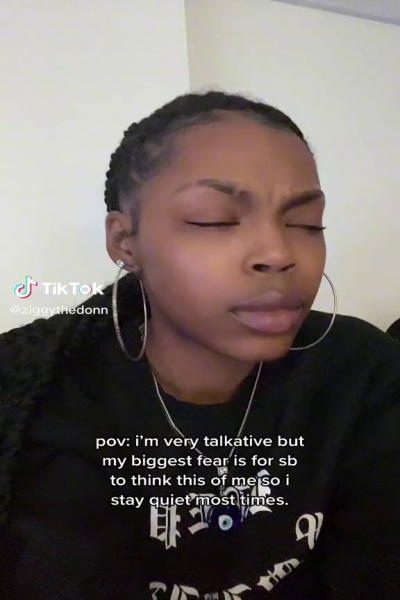 TikTok
@ziggythedonn
pov: i'm very talkative but
my biggest fear is for sb
to think this of me so i
stay quiet most times.